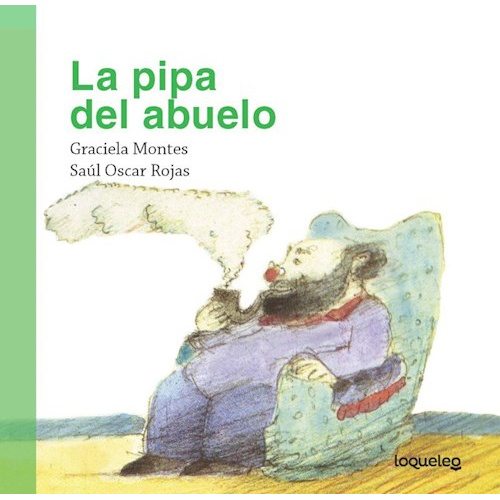 La pipa
del abuelo
Graciela Montes
Saúl Oscar Rojas
loqueleo